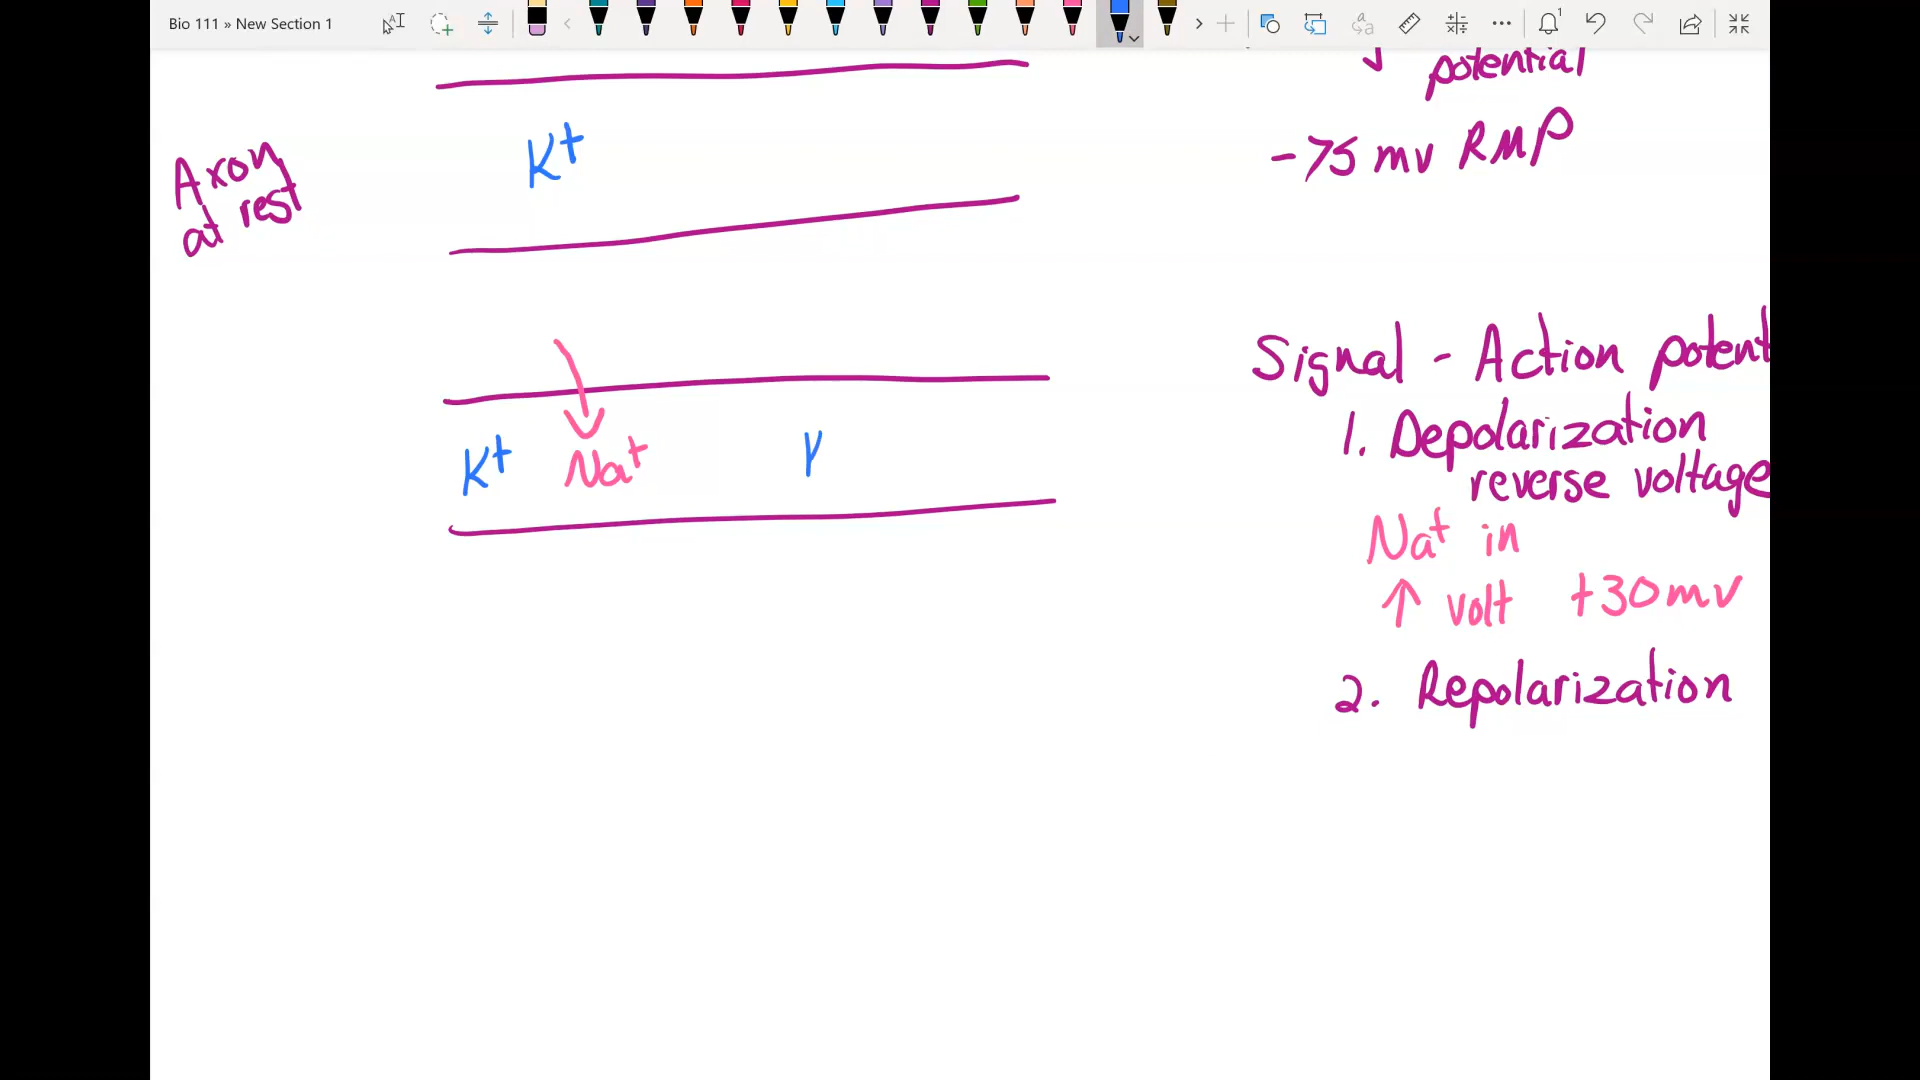 Bio 111 » New Section 1
potential
K+
-75 mv RMP
Axon
at rest
Signal - Action potent
1. Depolarization
reverse voltage
K+ Na+
Na+ in
↑ volt +30mv
2. Repolarization